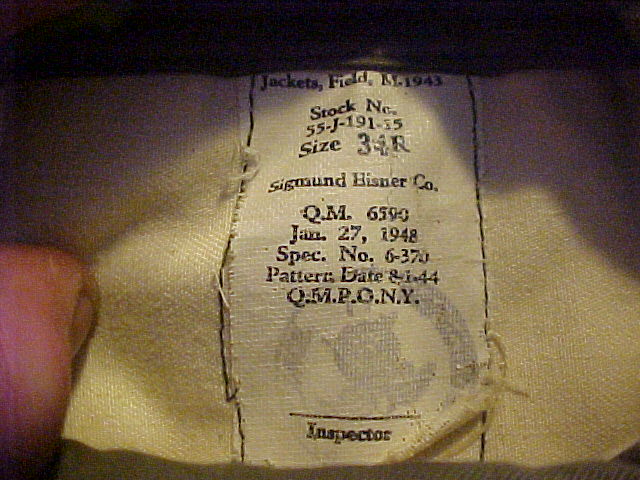 Jackets, Field, M-1943
Stock No.
55-J-191-35
Size 34R
Sigmund Eisner Co.
Q.M. 6590
Jan. 27, 1948
Spec. No. 6-370
Pattern Date 8-1-44
Q.M.P.O.N.Y.
Inspector